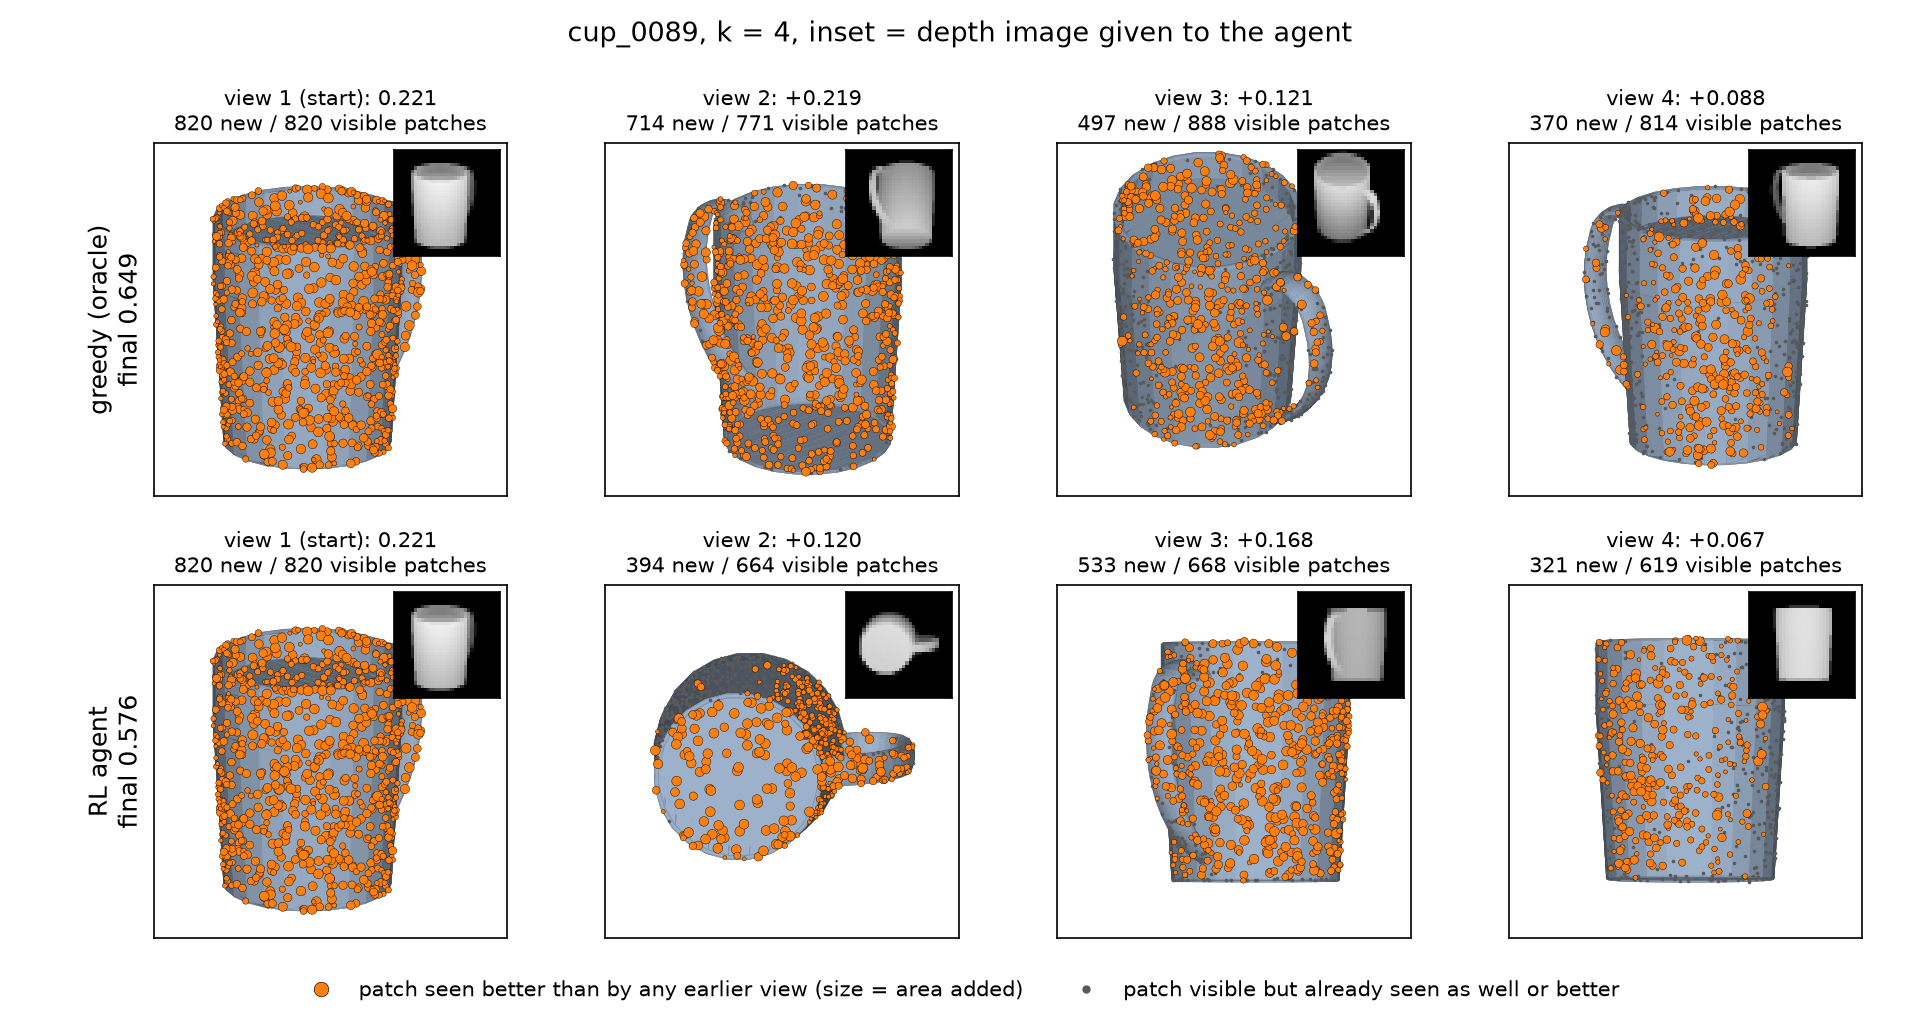 cup_0089, k = 4, inset = depth image given to the agent
greedy (oracle)
final 0.649
view 1 (start): 0.221
820 new / 820 visible patches
view 2: +0.219
714 new / 771 visible patches
view 3: +0.121
497 new / 888 visible patches
view 4: +0.088
370 new / 814 visible patches
RL agent
final 0.576
view 1 (start): 0.221
820 new / 820 visible patches
view 2: +0.120
394 new / 664 visible patches
view 3: +0.168
533 new / 668 visible patches
view 4: +0.067
321 new / 619 visible patches
patch seen better than by any earlier view (size = area added)
patch visible but already seen as well or better